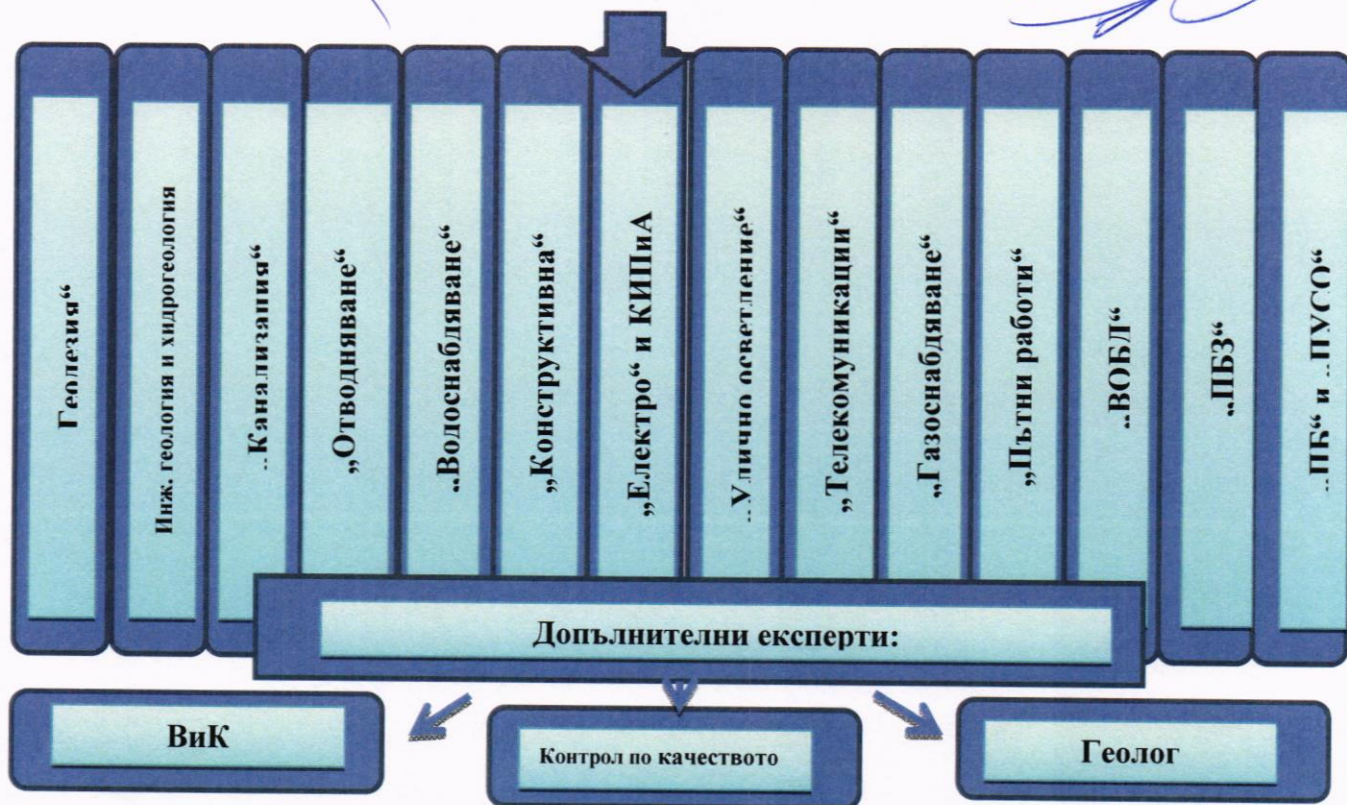 Геодезия“
Инж. геология и хидрогеология
„Канализация“
„Отводняване“
„Водоснабдяване“
„Конструктивна“
„Електро“ и КИПиА
„Улично осветление“
„Телекомуникации“
„Газоснабдяване“
„Пътни работи“
„ВОБД“
„ПБЗ“
„ПБ“ и „ПУСО“
Допълнителни експерти:
ВиК
Контрол по качеството
Геолог